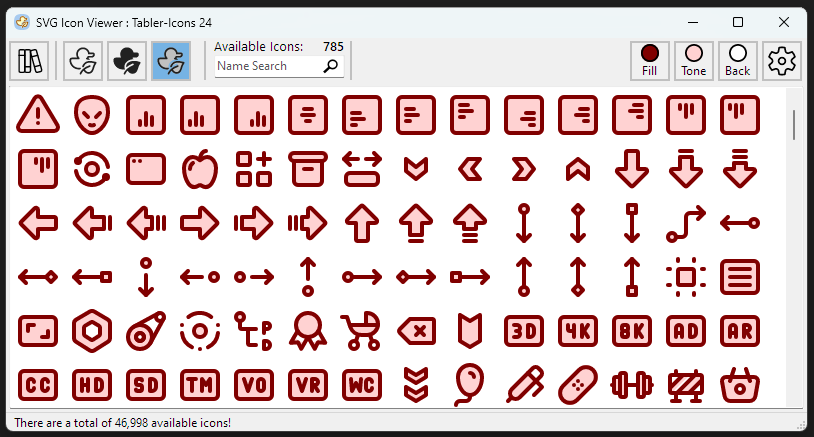 SVG Icon Viewer : Tabler-Icons 24
Available Icons: 785
Name Search
Fill
Tone
Back
3D 4K 8K AD AR
CC HD SD TM VO VR WC
There are a total of 46,998 available icons!